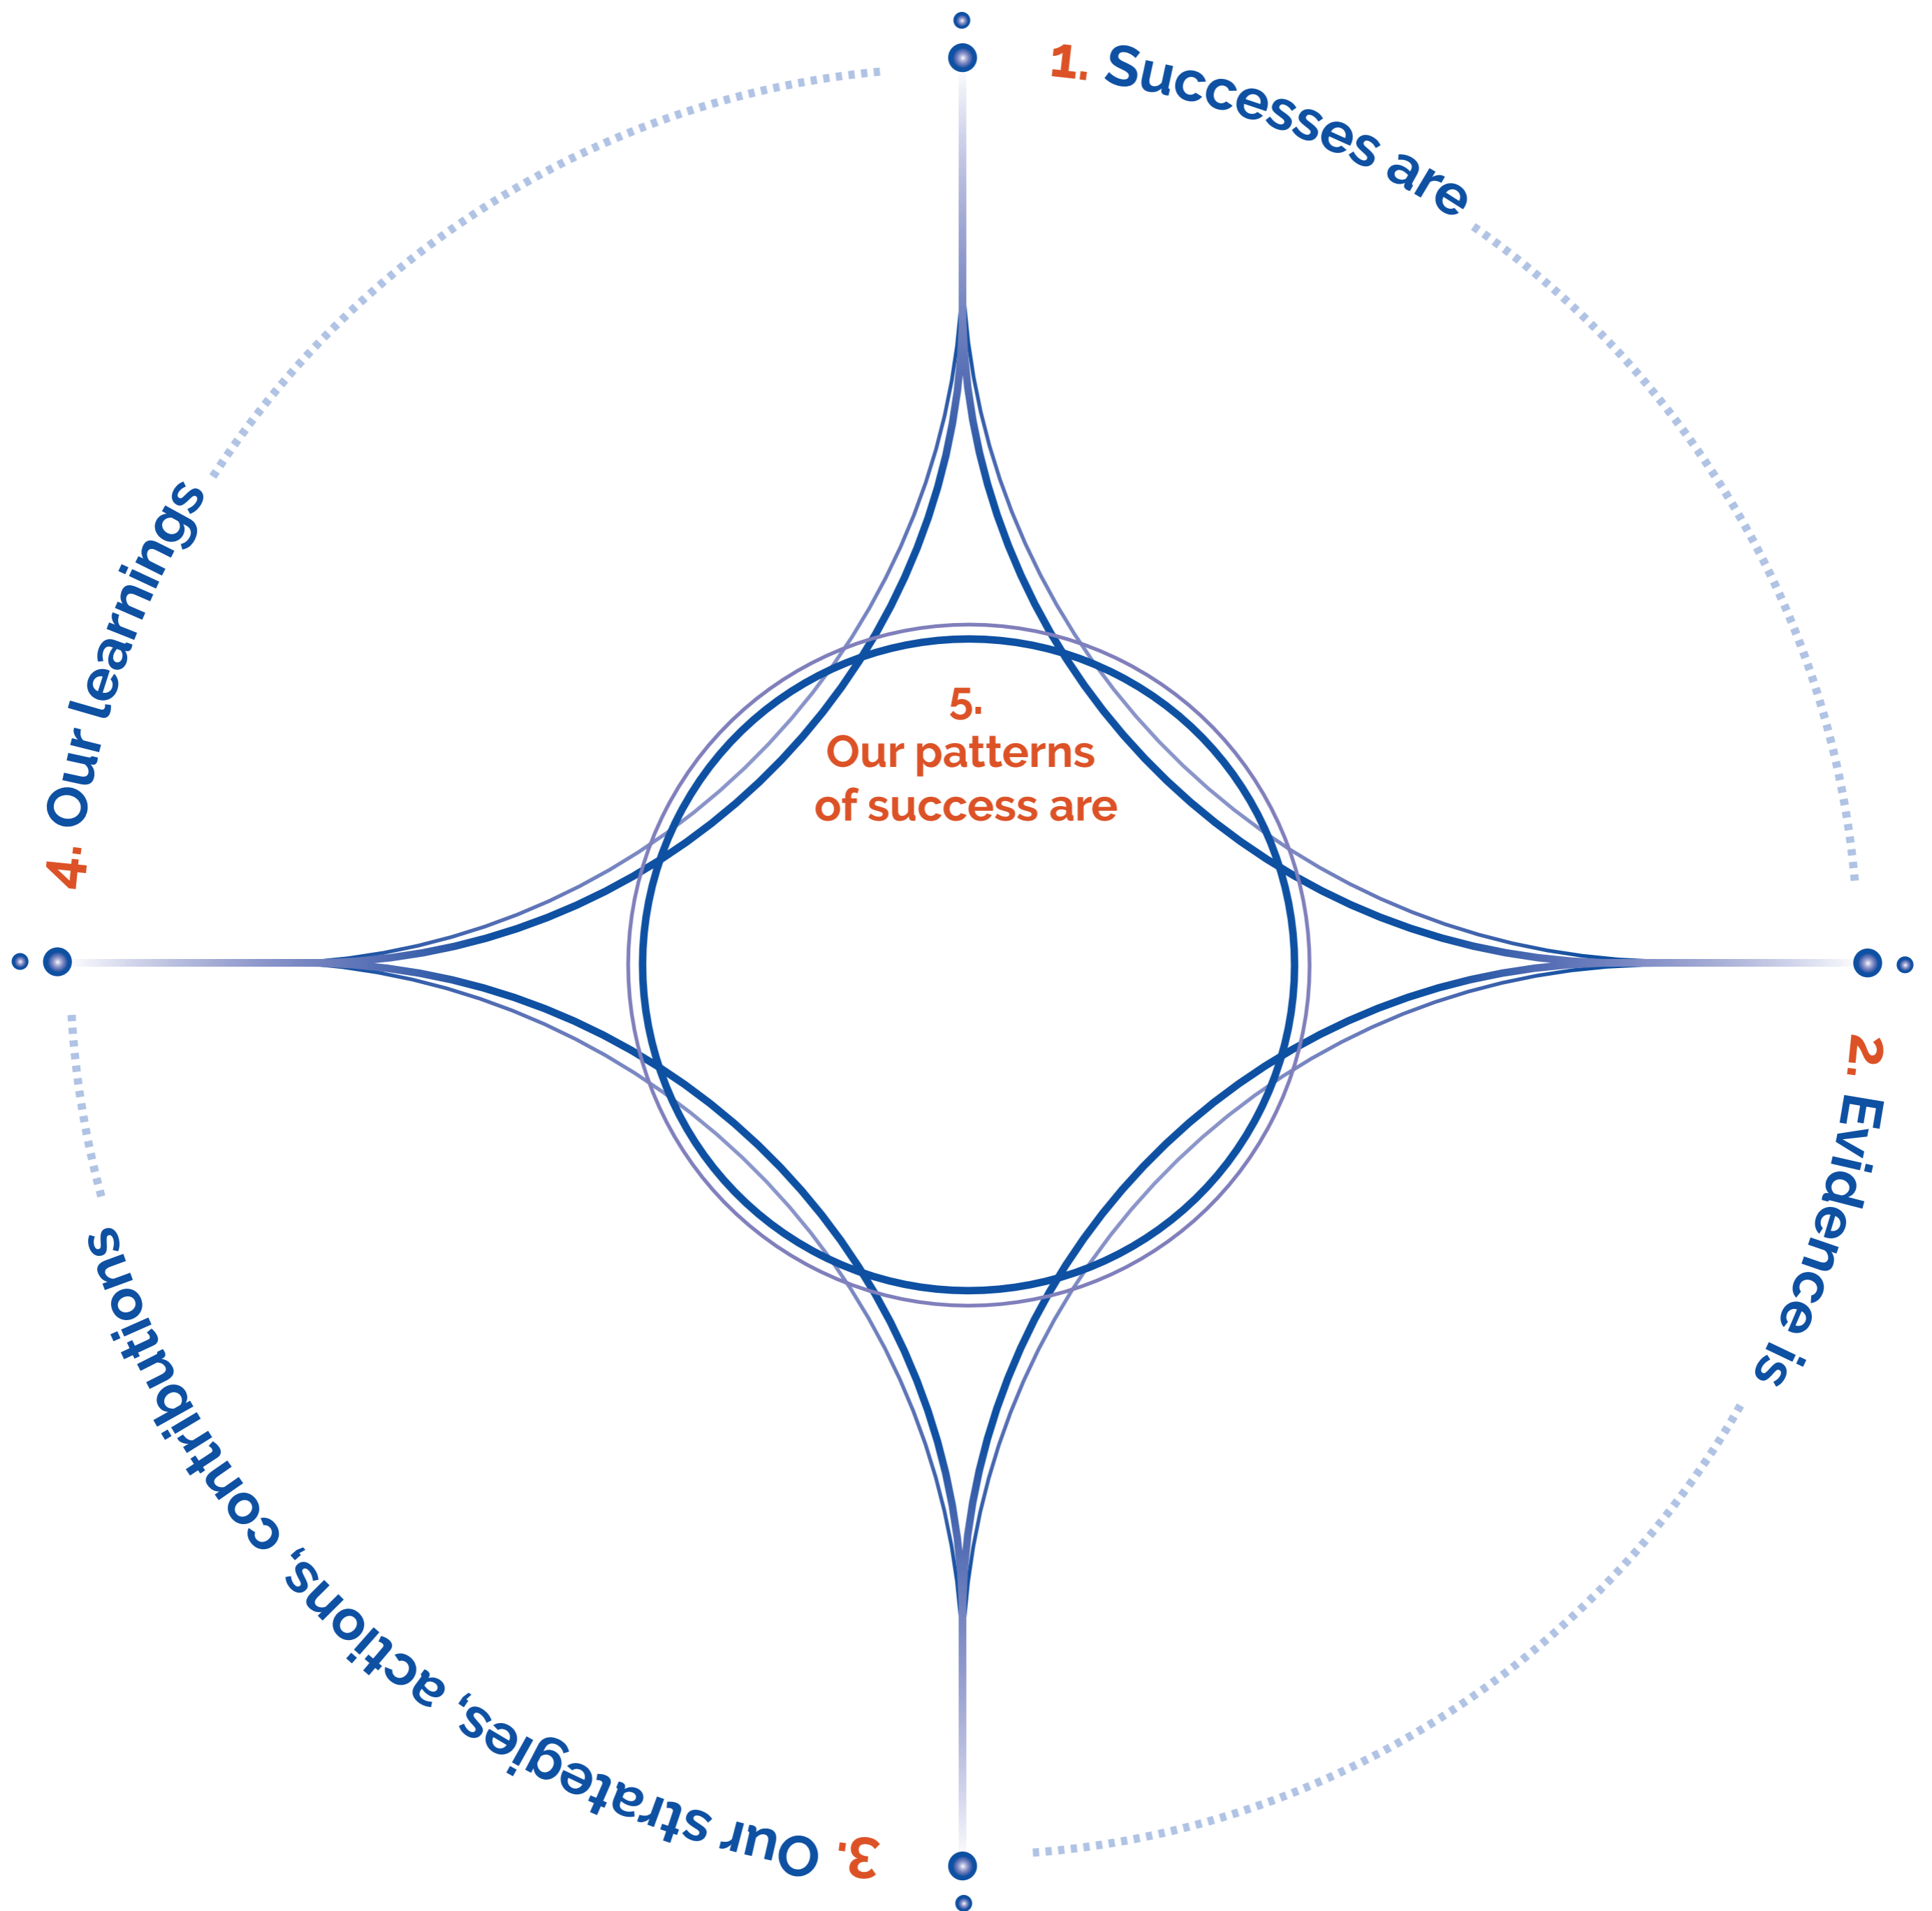 1. Successes are
2. Evidence is
3. Our strategies, actions, contributions
4. Our learnings
5.
Our patterns
of success are